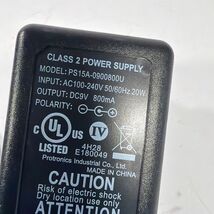 CLASS 2 POWER SUPPLY
MODEL: PS15A-0900800U
INPUT: AC100-240V 50/60Hz 20W
OUTPUT: DC9V 800mA
POLARITY:
UL US IV
LISTED 4H28
E180049
Protronics Industrial Co., Ltd.
MADE IN CHINA
CAUTION
Risk of electric shock
Dry location use only
ATTENTION